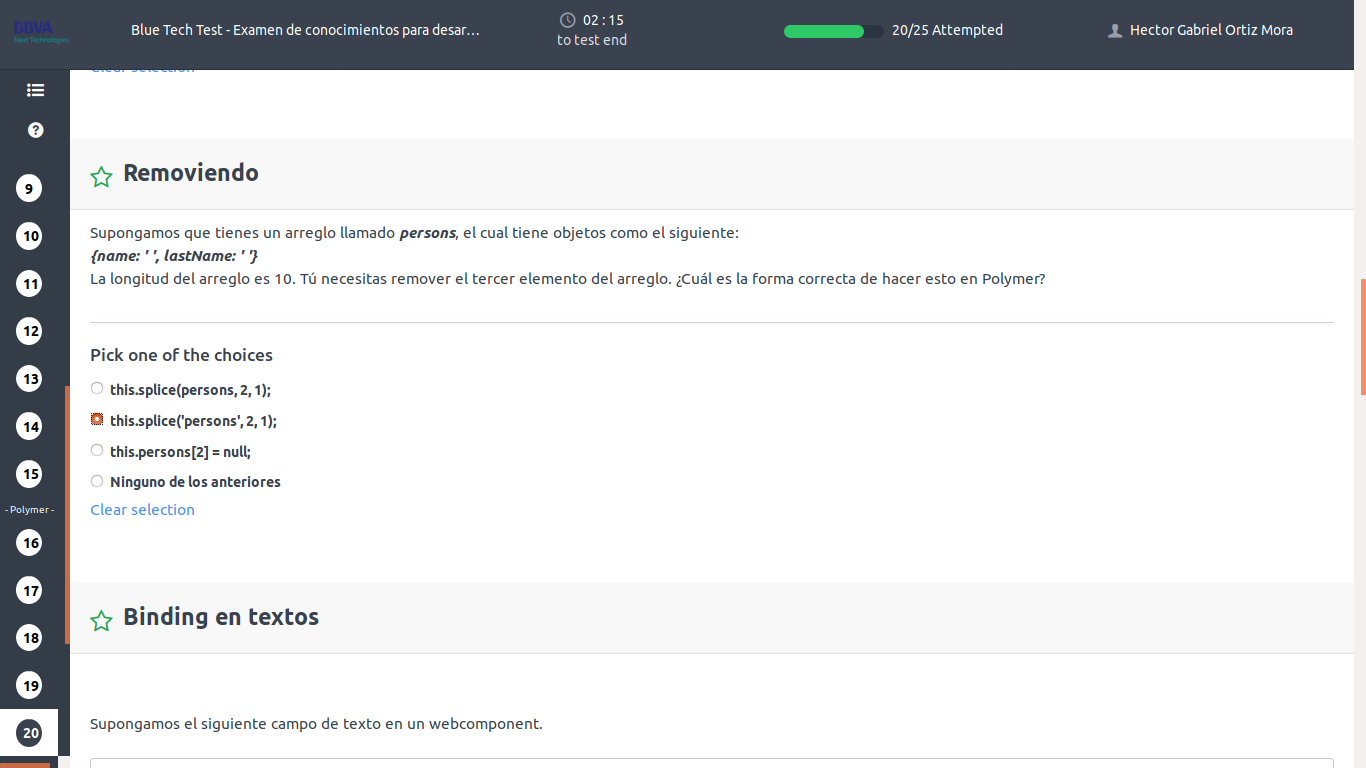 BBVA
Next Technologies
Blue Tech Test - Examen de conocimientos para desar...
02 : 15
to test end
20/25 Attempted
Hector Gabriel Ortiz Mora
Clear selection
9
10
11
12
13
14
15
- Polymer -
16
17
18
19
20
Removiendo
Supongamos que tienes un arreglo llamado persons, el cual tiene objetos como el siguiente:
{name: ' ', lastName: ' '}
La longitud del arreglo es 10. Tú necesitas remover el tercer elemento del arreglo. ¿Cuál es la forma correcta de hacer esto en Polymer?
Pick one of the choices
this.splice(persons, 2, 1);
this.splice('persons', 2, 1);
this.persons[2] = null;
Ninguno de los anteriores
Clear selection
Binding en textos
Supongamos el siguiente campo de texto en un webcomponent.